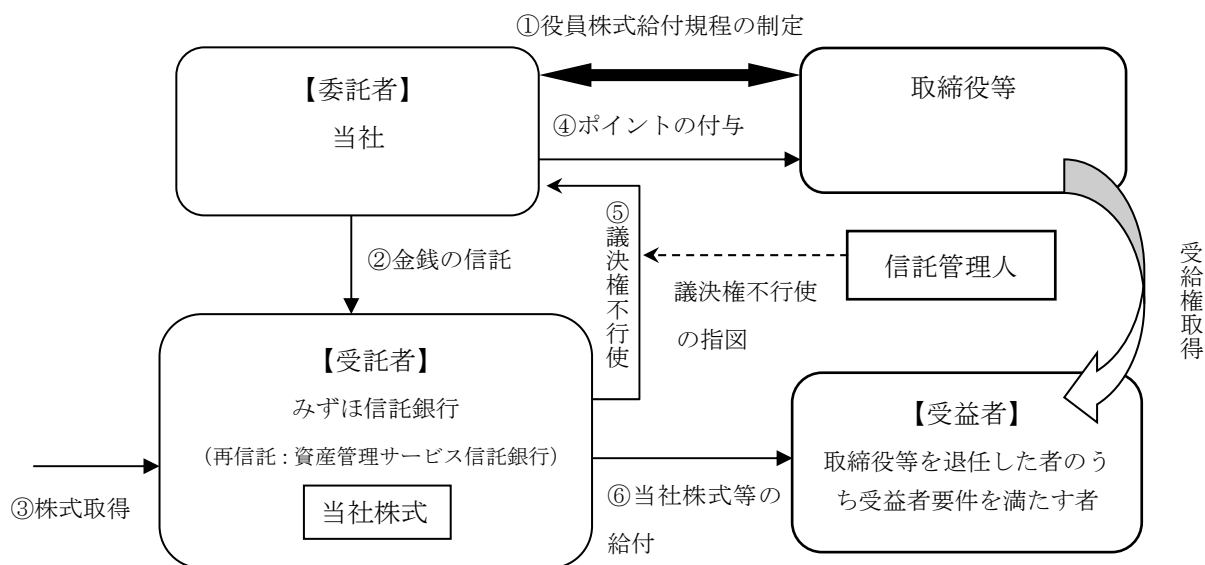 ①役員株式給付規程の制定
【委託者】
当社
取締役等
④ポイントの付与
②金銭の信託
⑤議決権不行使
信託管理人
議決権不行使
の指図
受給権取得
【受託者】
みずほ信託銀行
（再信託：資産管理サービス信託銀行）
当社株式
③株式取得
⑥当社株式等の
給付
【受益者】
取締役等を退任した者のう
ち受益者要件を満たす者